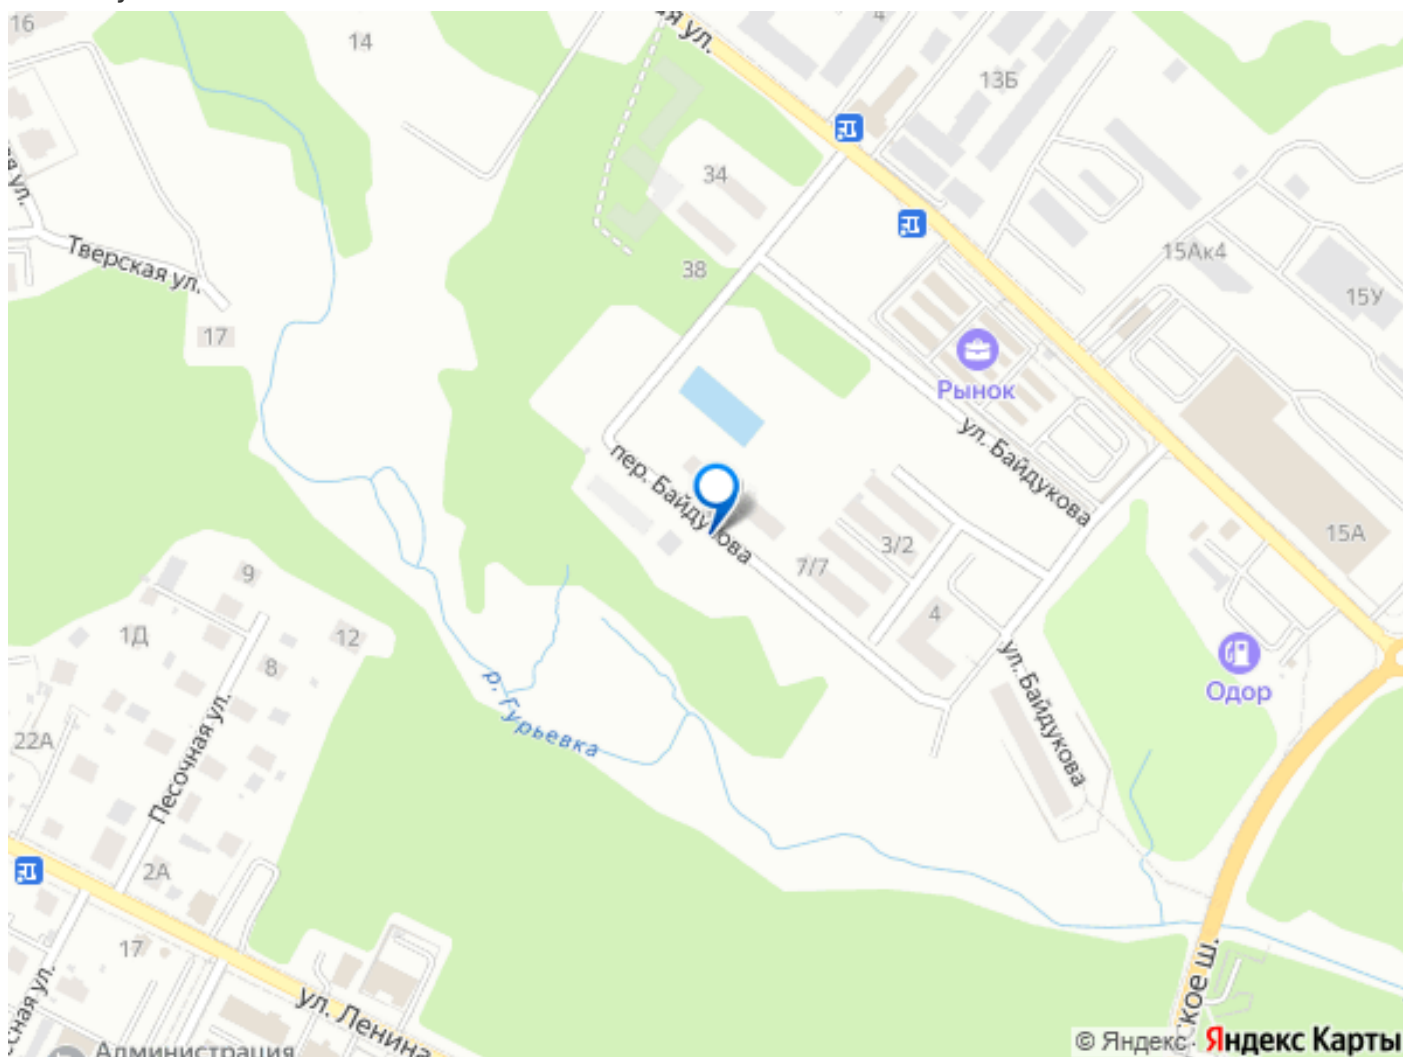 16
14
4
ул.
13Б
34
15Ак4
38
Тверская ул.
15У
17
Рынок
ул. Байдукова
пер. Байдукова
15А
3/2
7/7
9
4
1Д
12
8
ул. Байдукова
Одор
р. Гурьевка
22А
Песочная ул.
2А
17
ул. Ленина
ское ш.
Администрация
© Яндекс
Яндекс Карты